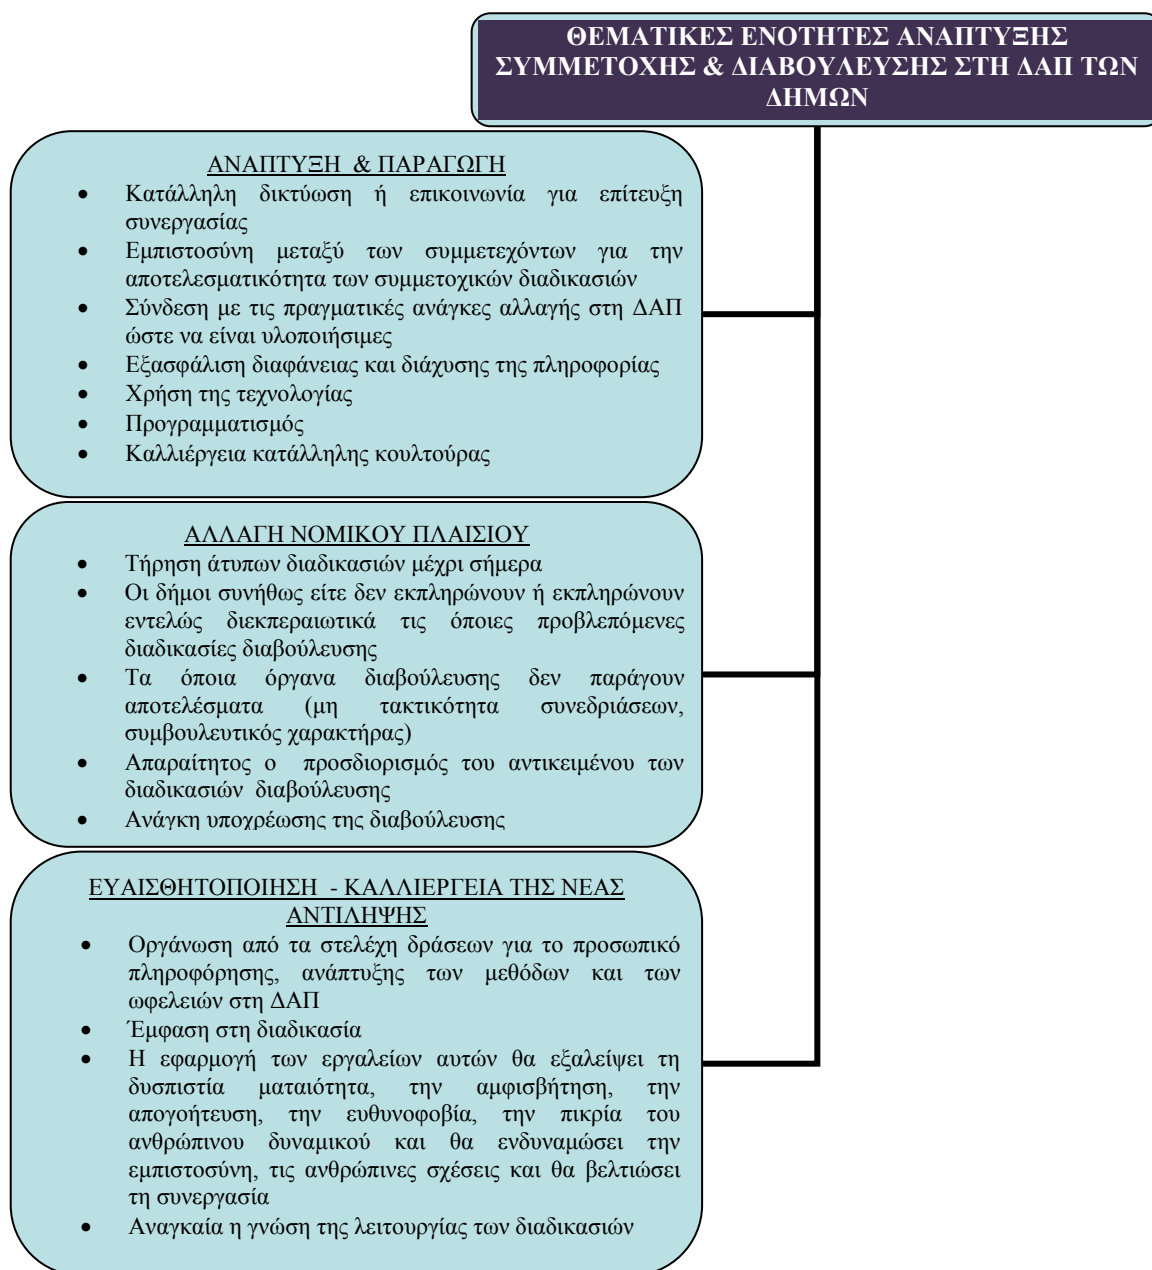 ΘΕΜΑΤΙΚΕΣ ΕΝΟΤΗΤΕΣ ΑΝΑΠΤΥΞΗΣ
ΣΥΜΜΕΤΟΧΗΣ & ΔΙΑΒΟΥΛΕΥΣΗΣ ΣΤΗ ΔΑΠ ΤΩΝ
ΔΗΜΩΝ
ΑΝΑΠΤΥΞΗ & ΠΑΡΑΓΩΓΗ
• Κατάλληλη δικτύωση ή επικοινωνία για επίτευξη
συνεργασίας
• Εμπιστοσύνη μεταξύ των συμμετεχόντων για την
αποτελεσματικότητα των συμμετοχικών διαδικασιών
• Σύνδεση με τις πραγματικές ανάγκες αλλαγής στη ΔΑΠ
ώστε να είναι υλοποιήσιμες
• Εξασφάλιση διαφάνειας και διάχυσης της πληροφορίας
• Χρήση της τεχνολογίας
• Προγραμματισμός
• Καλλιέργεια κατάλληλης κουλτούρας
ΑΛΛΑΓΗ ΝΟΜΙΚΟΥ ΠΛΑΙΣΙΟΥ
• Τήρηση άτυπων διαδικασιών μέχρι σήμερα
• Οι δήμοι συνήθως είτε δεν εκπληρώνουν ή εκπληρώνουν
εντελώς διεκπεραιωτικά τις όποιες προβλεπόμενες
διαδικασίες διαβούλευσης
• Τα όποια όργανα διαβούλευσης δεν παράγουν
αποτελέσματα (μη τακτικότητα συνεδριάσεων,
συμβουλευτικός χαρακτήρας)
• Απαραίτητος ο προσδιορισμός του αντικειμένου των
διαδικασιών διαβούλευσης
• Ανάγκη υποχρέωσης της διαβούλευσης
ΕΥΑΙΣΘΗΤΟΠΟΙΗΣΗ - ΚΑΛΛΙΕΡΓΕΙΑ ΤΗΣ ΝΕΑΣ
ΑΝΤΙΛΗΨΗΣ
• Οργάνωση από τα στελέχη δράσεων για το προσωπικό
πληροφόρησης, ανάπτυξης των μεθόδων και των
ωφελειών στη ΔΑΠ
• Έμφαση στη διαδικασία
• Η εφαρμογή των εργαλείων αυτών θα εξαλείψει τη
δυσπιστία ματαιότητα, την αμφισβήτηση, την
απογοήτευση, την ευθυνοφοβία, την πικρία του
ανθρώπινου δυναμικού και θα ενδυναμώσει την
εμπιστοσύνη, τις ανθρώπινες σχέσεις και θα βελτιώσει
τη συνεργασία
• Αναγκαία η γνώση της λειτουργίας των διαδικασιών